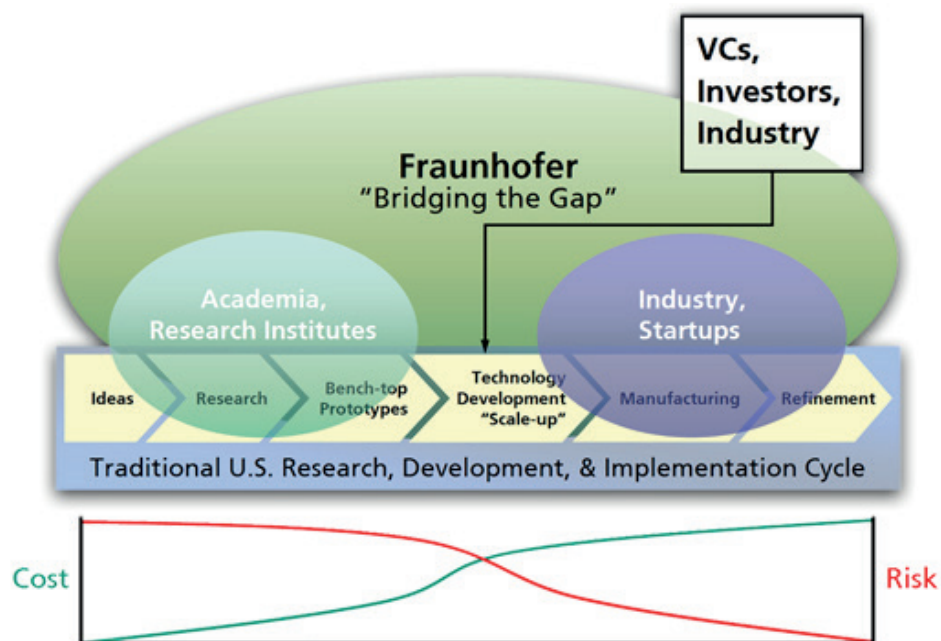 VCs,
Investors,
Industry
Fraunhofer
"Bridging the Gap"
Academia,
Research Institutes
Industry,
Startups
Ideas
Research
Bench-top
Prototypes
Technology
Development
"Scale-up"
Manufacturing
Refinement
Traditional U.S. Research, Development, & Implementation Cycle
Cost
Risk